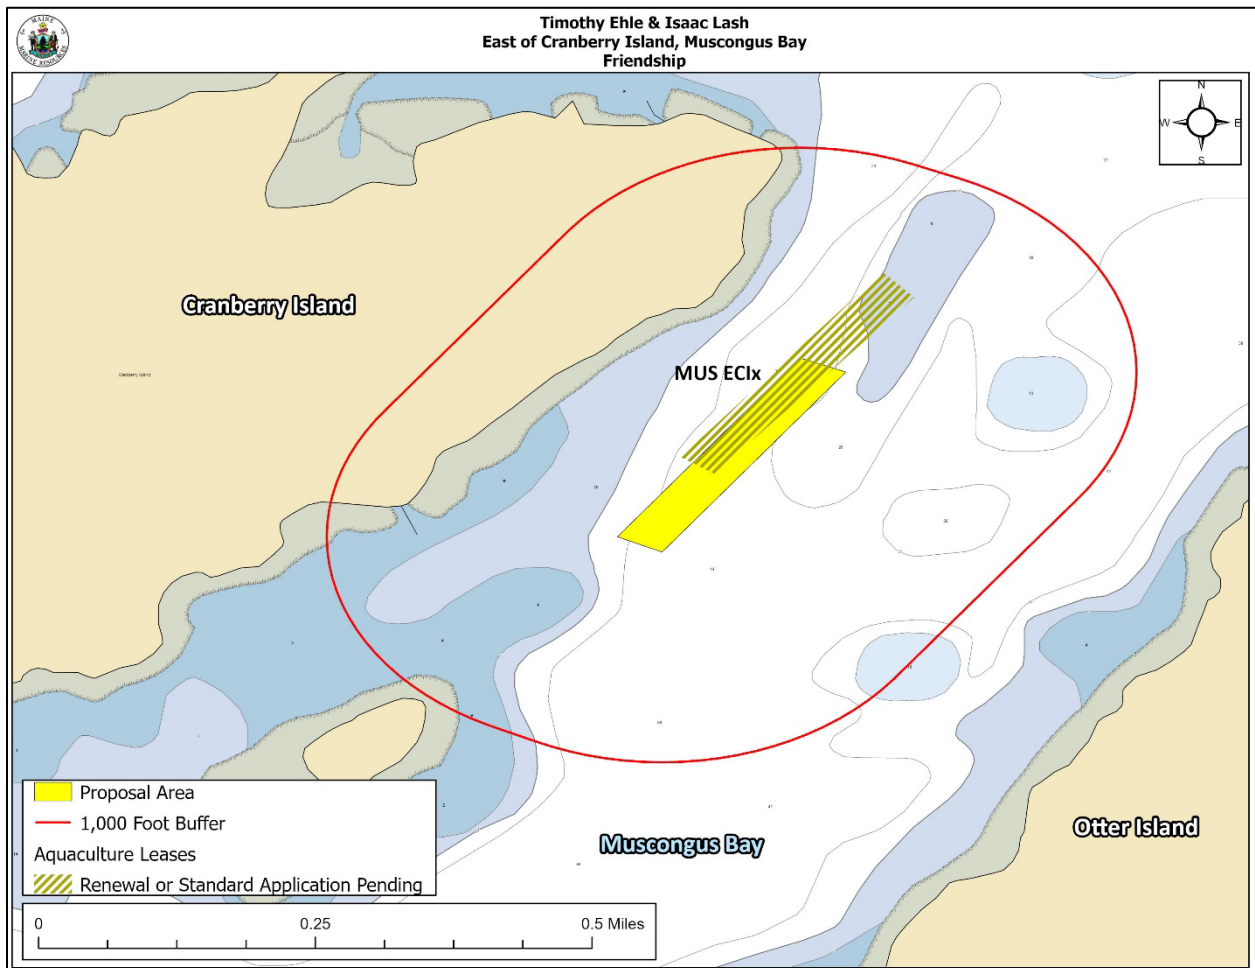 Timothy Ehle & Isaac Lash
East of Cranberry Island, Muscongus Bay
Friendship
N
W E
S
Cranberry Island
Cranberry Island
MUS ECIx
Muscongus Bay
Otter Island
Proposal Area
1,000 Foot Buffer
Aquaculture Leases
Renewal or Standard Application Pending
0 0.25 0.5 Miles